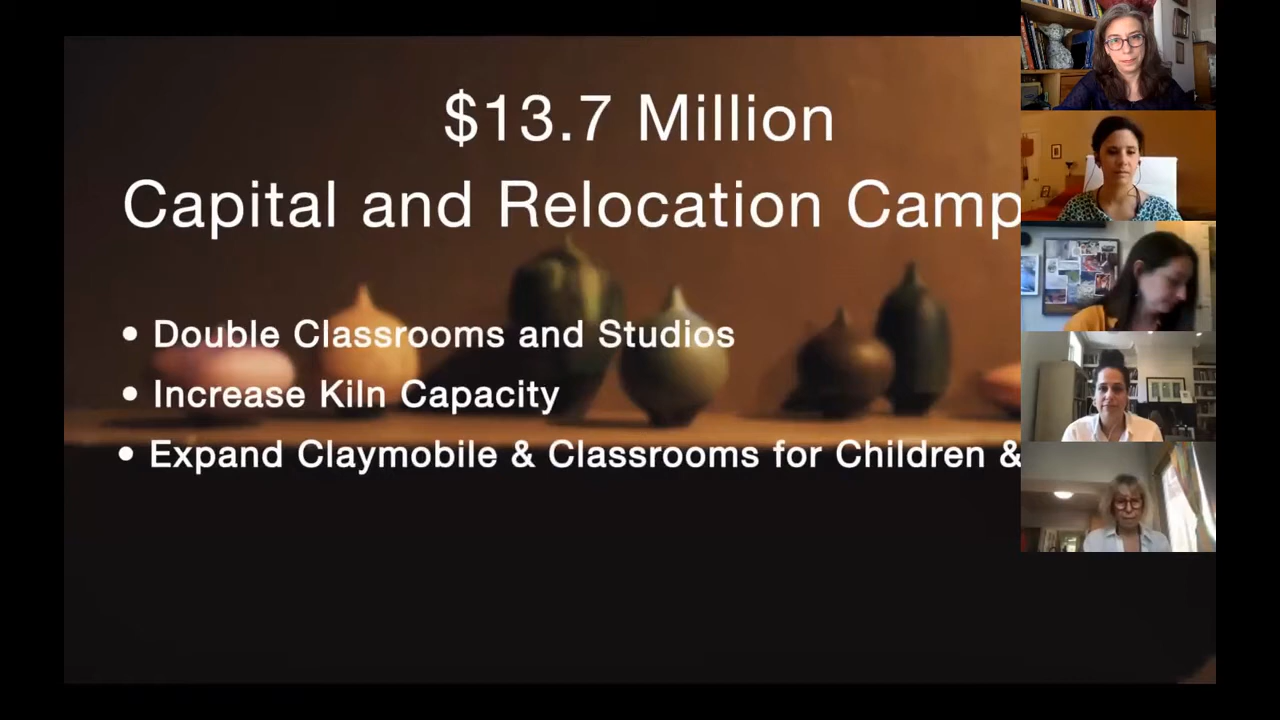 $13.7 Million
Capital and Relocation Camp
• Double Classrooms and Studios
• Increase Kiln Capacity
• Expand Claymobile & Classrooms for Children &